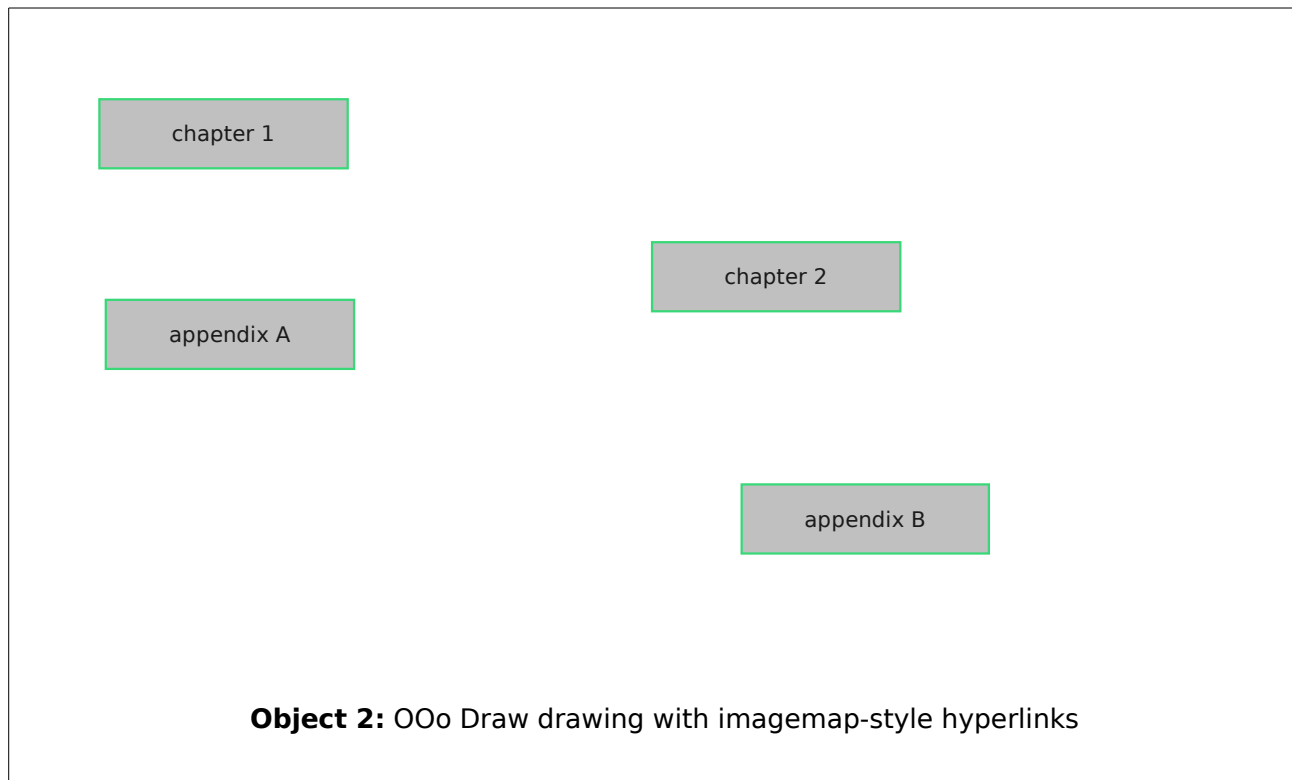 chapter 1
chapter 2
appendix A
appendix B
Object 2: OOo Draw drawing with imagemap-style hyperlinks